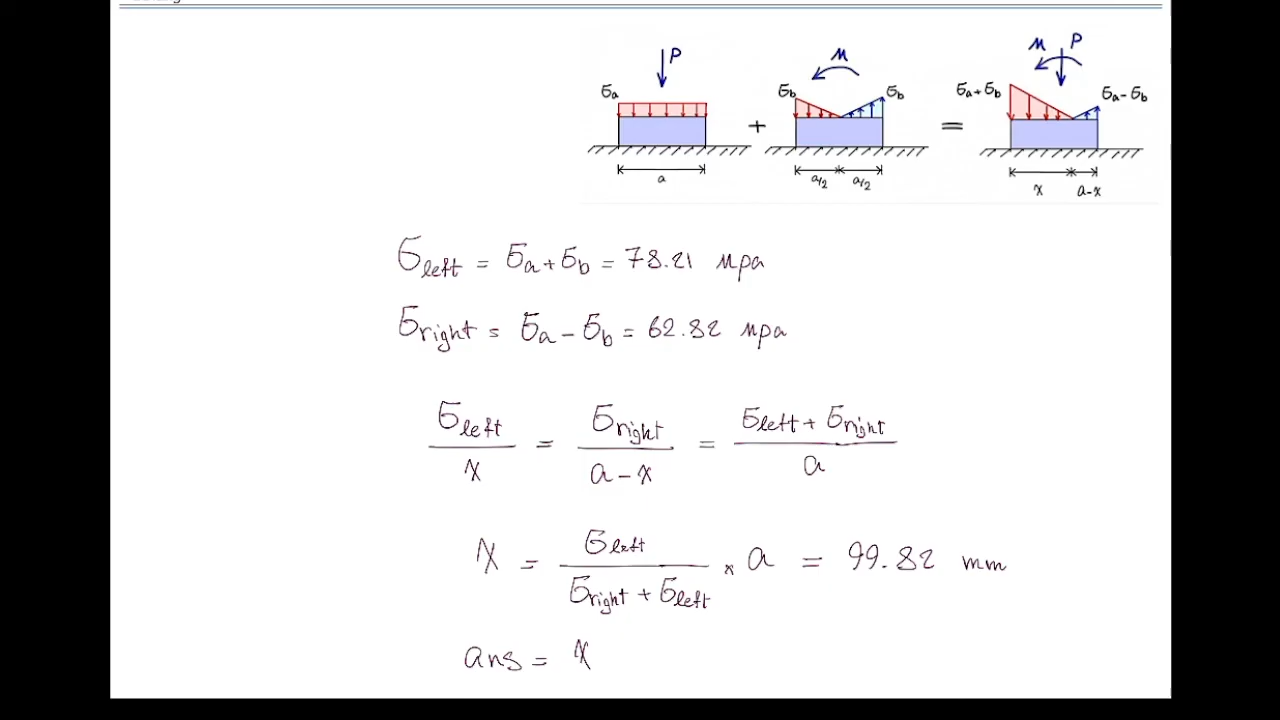 P M M P
σa σb σb σa+σb σa-σb
+ =
a a/2 a/2 x a-x
σleft = σa + σb = 78.21 mpa
σright = σa - σb = 62.82 mpa
σleft / x = σright / a - x = σleft + σright / a
x = σleft / σright + σleft × a = 99.82 mm
ans = x